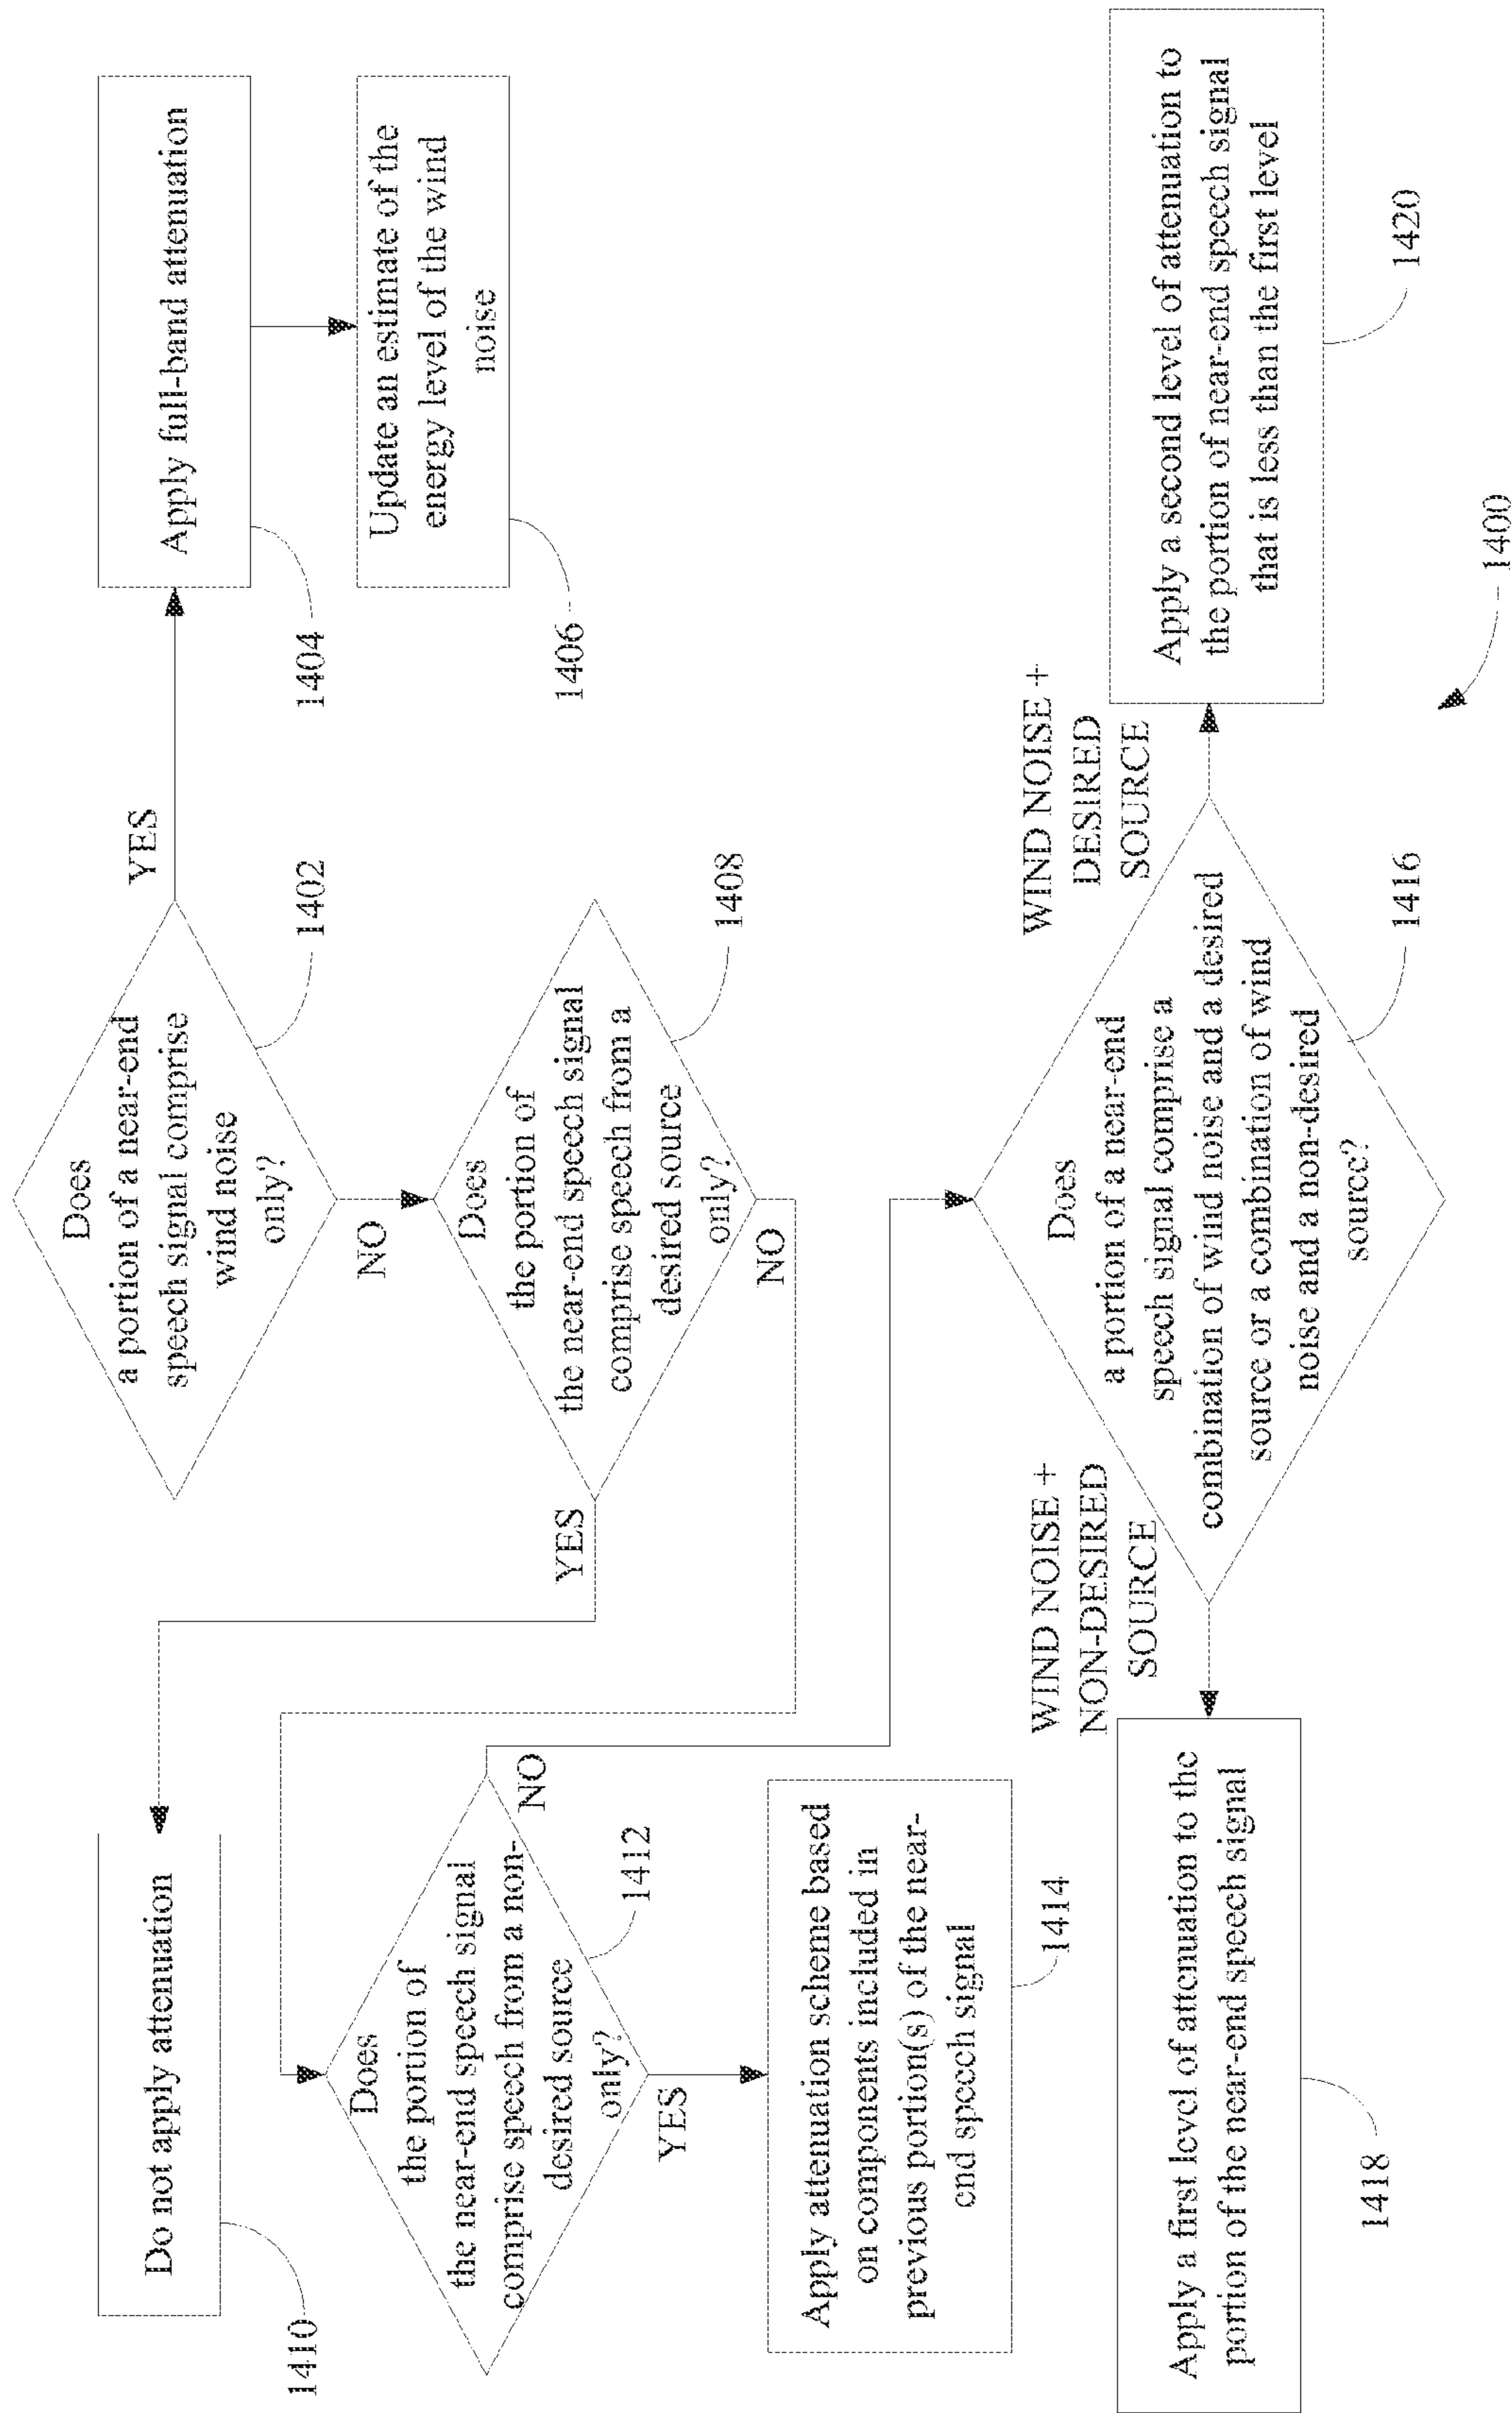 Does
a portion of a near-end
speech signal comprise
wind noise
only?
1402
YES
Apply full-band attenuation
1404
Update an estimate of the
energy level of the wind
noise
1406
NO
Does
the portion of
the near-end speech signal
comprise speech from a
desired source
only?
1408
YES
Do not apply attenuation
1410
NO
Does
the portion of
the near-end speech signal
comprise speech from a non-
desired source
only?
1412
YES
Apply attenuation scheme based
on components included in
previous portion(s) of the near-
end speech signal
1414
NO
Does
a portion of a near-end
speech signal comprise a
combination of wind noise and a desired
source or a combination of wind
noise and a non-desired
source?
1416
WIND NOISE +
NON-DESIRED
SOURCE
Apply a first level of attenuation to the
portion of the near-end speech signal
1418
WIND NOISE +
DESIRED
SOURCE
Apply a second level of attenuation to
the portion of near-end speech signal
that is less than the first level
1420
1400